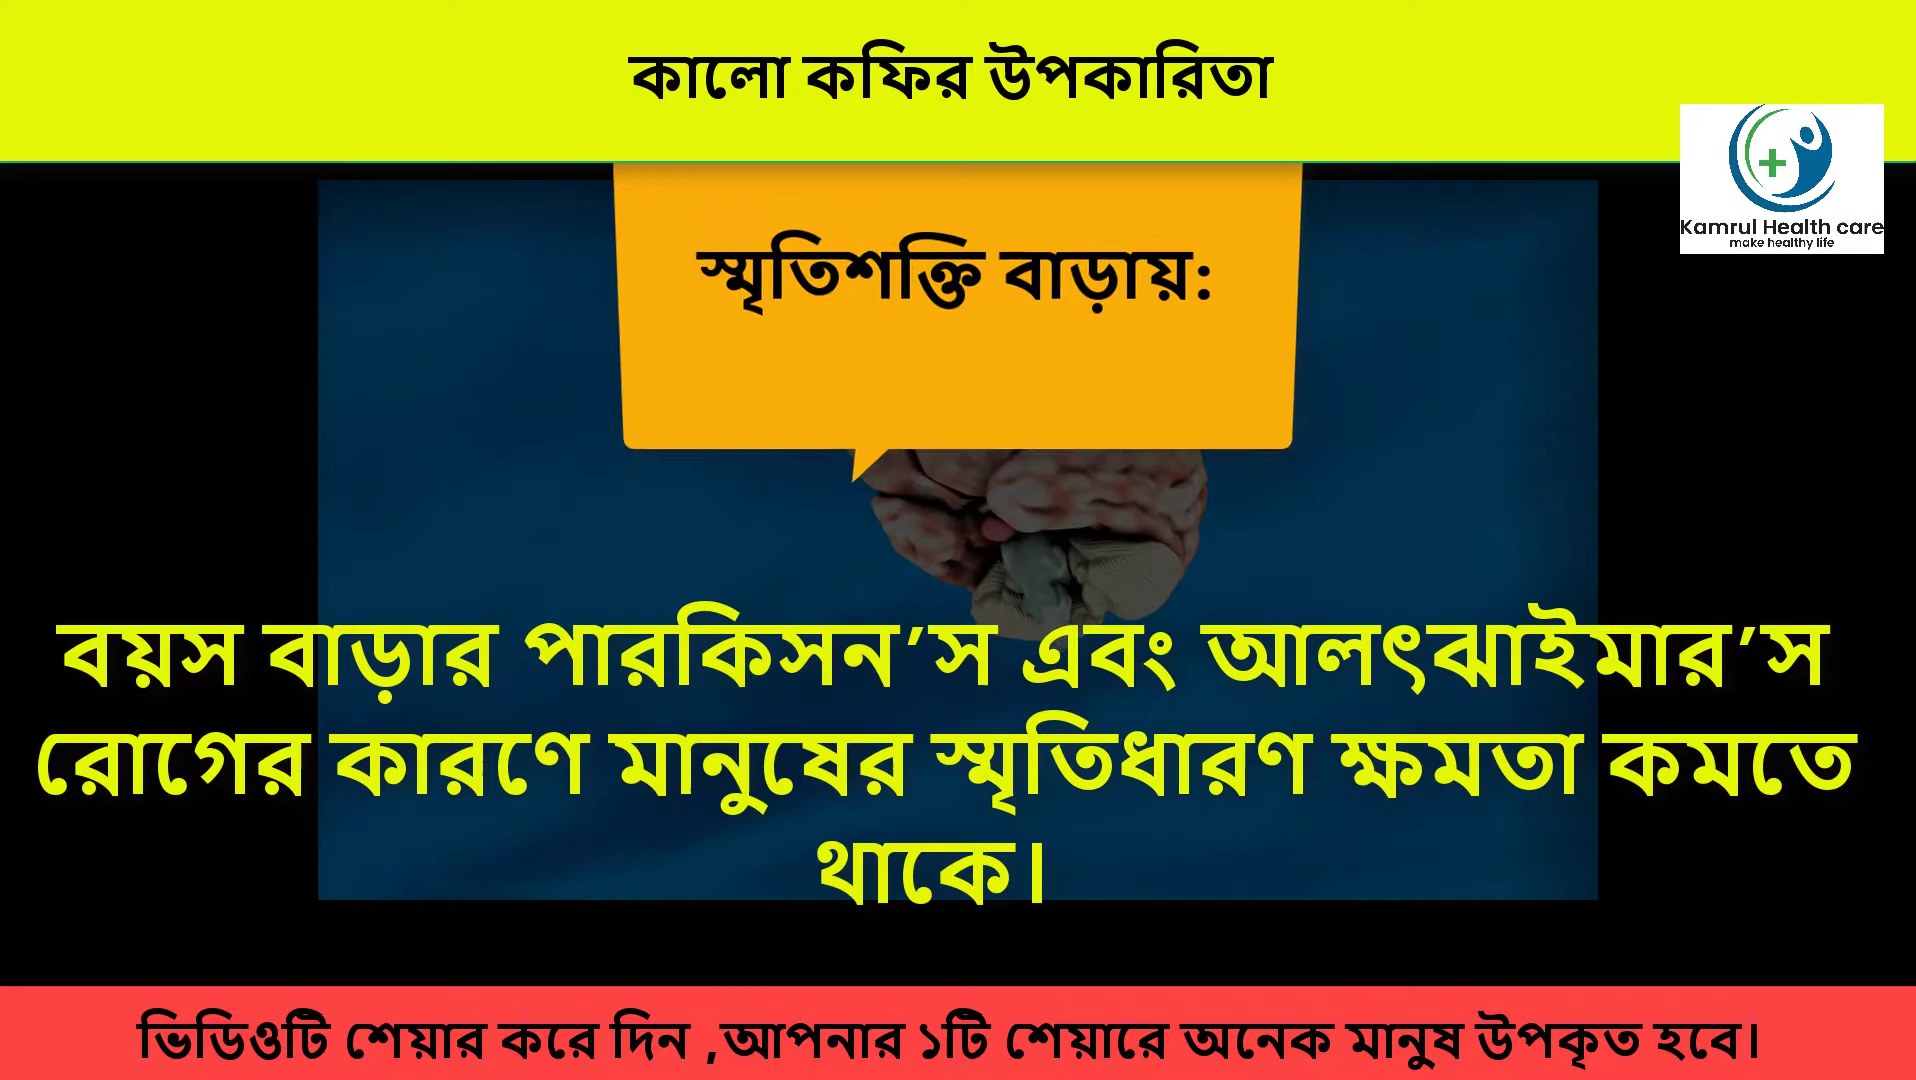 কালো কফির উপকারিতা
Kamrul Health care
make healthy life
স্মৃতিশক্তি বাড়ায়:
বয়স বাড়ার পারকিসন’স এবং আলৎঝাইমার’স
রোগের কারণে মানুষের স্মৃতিধারণ ক্ষমতা কমতে
থাকে।
ভিডিওটি শেয়ার করে দিন ,আপনার ১টি শেয়ারে অনেক মানুষ উপকৃত হবে।